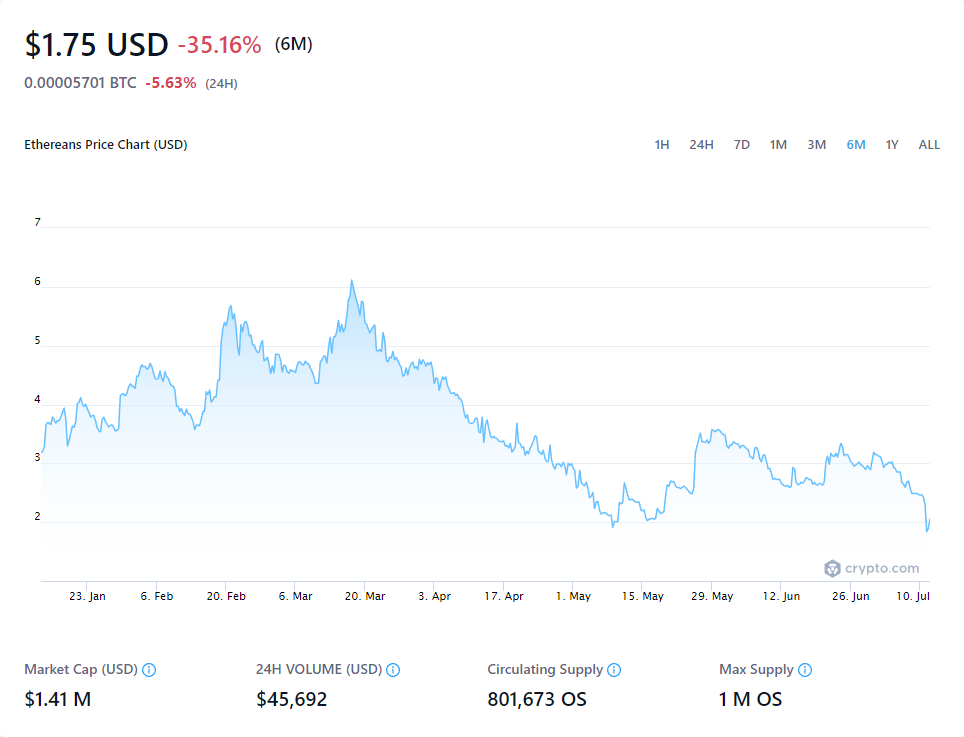 $1.75 USD -35.16% (6M)
0.00005701 BTC -5.63% (24H)
Ethereans Price Chart (USD) 1H 24H 7D 1M 3M 6M 1Y ALL
7
6
5
4
3
2
crypto.com
23. Jan 6. Feb 20. Feb 6. Mar 20. Mar 3. Apr 17. Apr 1. May 15. May 29. May 12. Jun 26. Jun 10. Jul
Market Cap (USD) 24H VOLUME (USD) Circulating Supply Max Supply
$1.41 M $45,692 801,673 OS 1 M OS